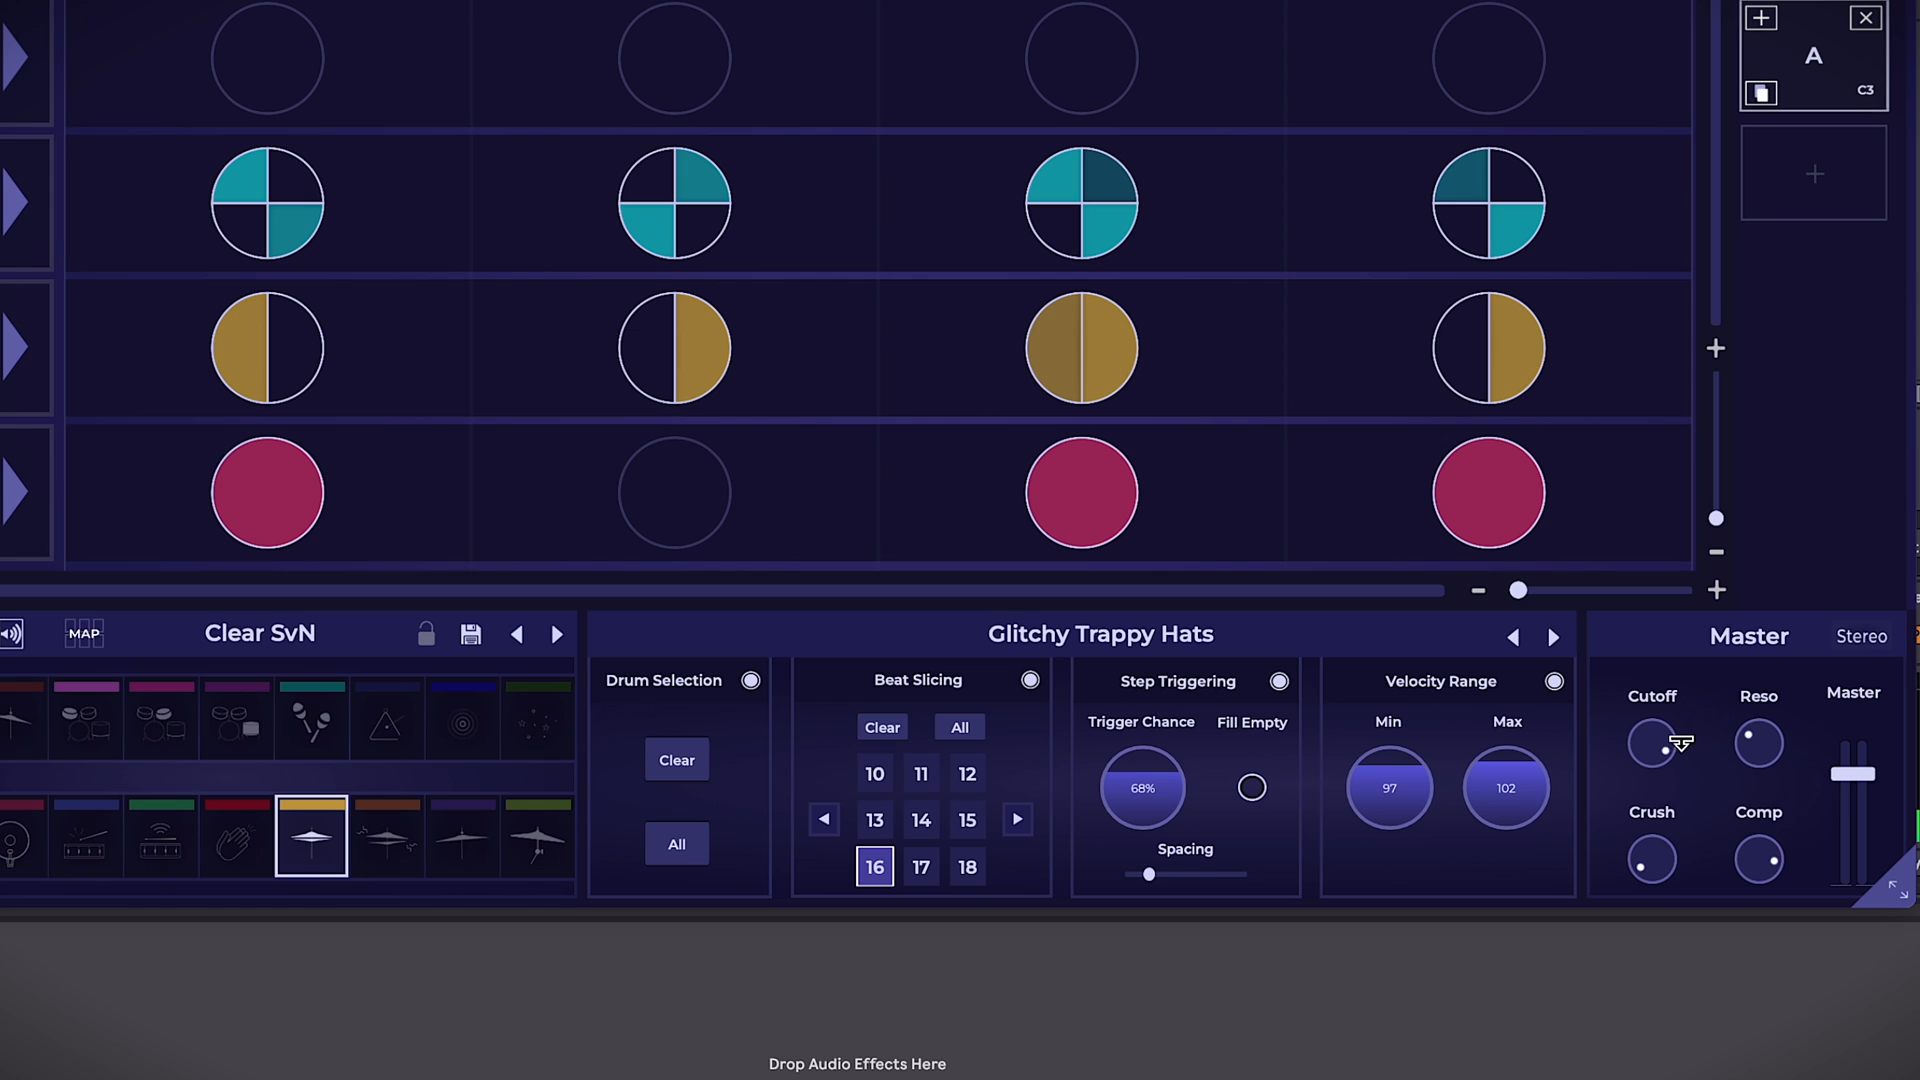 A
C3
MAP
Clear SvN
Glitchy Trappy Hats
Master
Stereo
Drum Selection
Clear
All
Beat Slicing
Clear
All
10
11
12
13
14
15
16
17
18
Step Triggering
Trigger Chance
Fill Empty
68%
Spacing
Velocity Range
Min
Max
97
102
Cutoff
Reso
Master
Crush
Comp
Drop Audio Effects Here